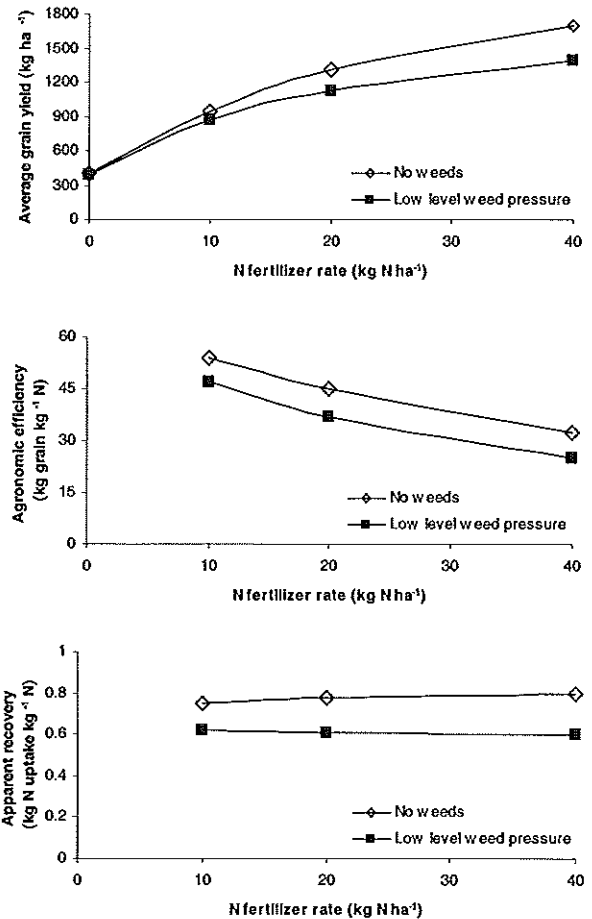 Average grain yield (kg ha⁻¹)
1800
1500
1200
900
600
300
0
No weeds
Low level weed pressure
0 10 20 30 40
N fertilizer rate (kg N ha⁻¹)
Agronomic efficiency
(kg grain kg⁻¹ N)
60
45
30
15
0
No weeds
Low level weed pressure
0 10 20 30 40
N fertilizer rate (kg N ha⁻¹)
Apparent recovery
(kg N uptake kg⁻¹ N)
1
0.8
0.6
0.4
0.2
0
No weeds
Low level weed pressure
0 10 20 30 40
N fertilizer rate (kg N ha⁻¹)